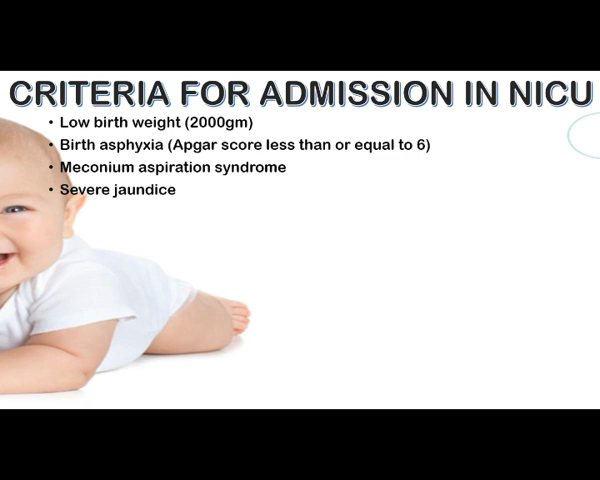 CRITERIA FOR ADMISSION IN NICU
• Low birth weight (2000gm)
• Birth asphyxia (Apgar score less than or equal to 6)
• Meconium aspiration syndrome
• Severe jaundice